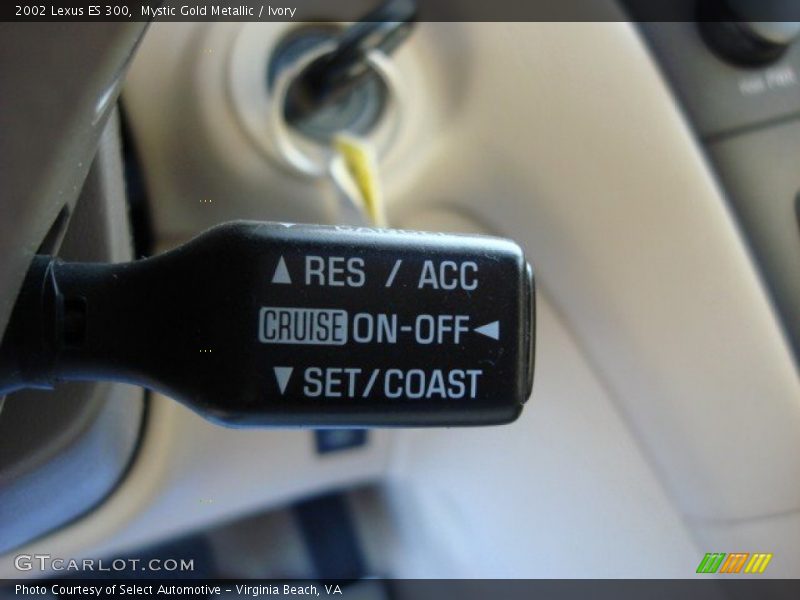 2002 Lexus ES 300, Mystic Gold Metallic / Ivory
▲ RES / ACC
CRUISE ON-OFF ◀
▼ SET/COAST
GTCARLOT.COM
Photo Courtesy of Select Automotive - Virginia Beach, VA